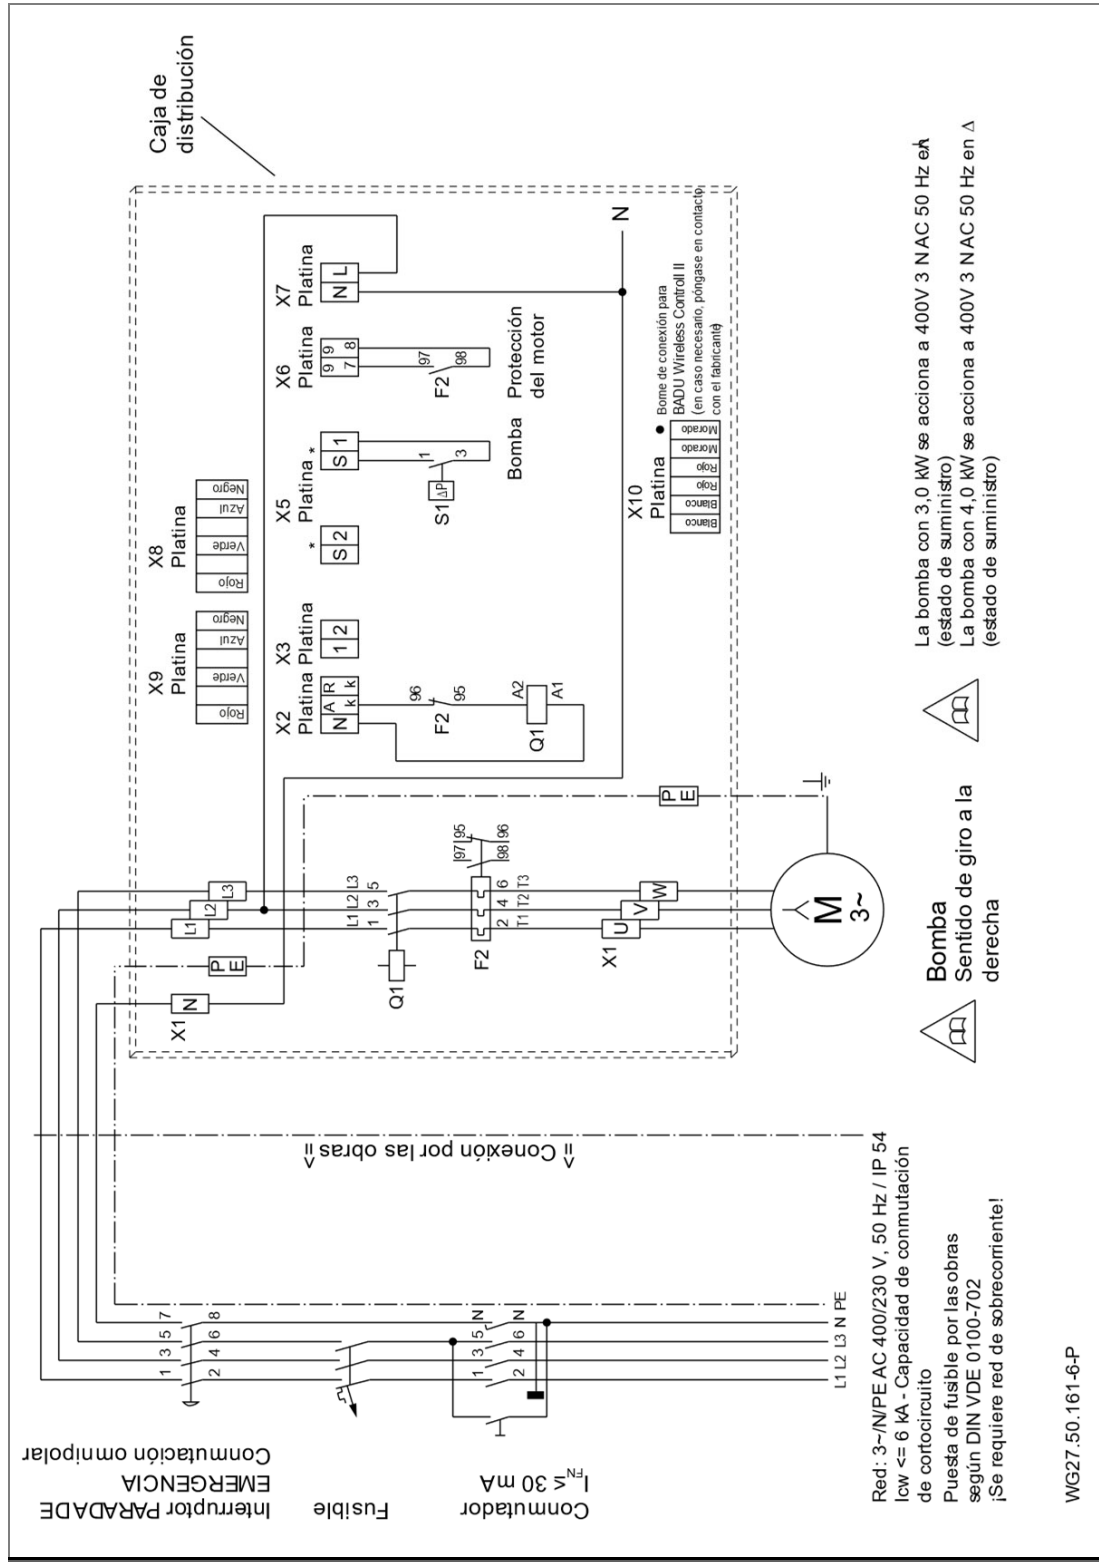 Caja de
distribución
X9
Platina
Rojo
Verde
Azul
Negro
X8
Platina
Rojo
Verde
Azul
Negro
X2
Platina
N
A
k
R
k
X3
Platina
1 2
X5
Platina
*
S 2
*
S 1
X6
Platina
9 9
7 8
X7
Platina
N L
96
95
F2
A2
A1
Q1
1
3
S1
ΔP
Bomba
97
98
F2
Protección
del motor
N
X10
Platina
Blanco
Blanco
Rojo
Rojo
Morado
Morado
Borne de conexión para
BADU Wireless Controll II
(en caso necesario, póngase en contacto
con el fabricante)
X1
N
PE
L1
L2
L3
L1 L2 L3
1 3 5
Q1
F2
97 95
98 96
2 4 6
T1 T2 T3
X1
U
V
W
PE
M
3~
Interruptor PARADA DE
EMERGENCIA
Conmutación omnipolar
1 3 5 7
2 4 6 8
Fusible
Conmutador
IFN ≤ 30 mA
1 3 5 N
2 4 6 N
L1 L2 L3 N PE
<= Conexión por las obras =>
Red: 3~/N/PE AC 400/230 V, 50 Hz / IP 54
Icw <= 6 kA - Capacidad de conmutación
de cortocircuito
Puesta de fusible por las obras
según DIN VDE 0100-702
¡Se requiere red de sobrecorriente!
Bomba
Sentido de giro a la
derecha
La bomba con 3,0 kW se acciona a 400V 3 N AC 50 Hz en
(estado de suministro)
La bomba con 4,0 kW se acciona a 400V 3 N AC 50 Hz en Δ
(estado de suministro)
WG27.50.161-6-P